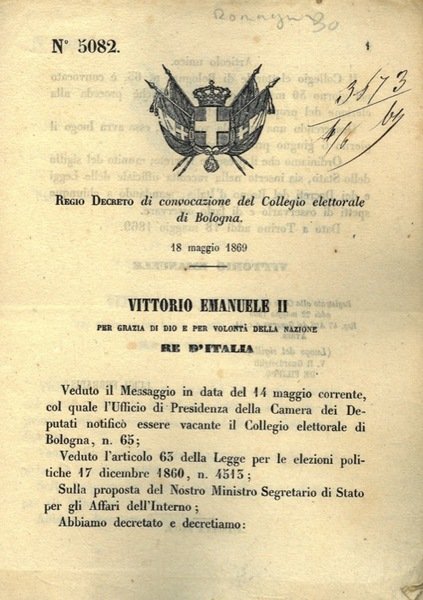 N° 5082.
1
3173
REGIO DECRETO di convocazione del Collegio elettorale
di Bologna.
18 maggio 1869
VITTORIO EMANUELE II
PER GRAZIA DI DIO E PER VOLONTÀ DELLA NAZIONE
RE D'ITALIA
Veduto il Messaggio in data del 14 maggio corrente,
col quale l'Ufficio di Presidenza della Camera dei De-
putati notificò essere vacante il Collegio elettorale di
Bologna, n. 65;
Veduto l'articolo 63 della Legge per le elezioni poli-
tiche 17 dicembre 1860, n. 4513;
Sulla proposta del Nostro Ministro Segretario di Stato
per gli Affari dell'Interno;
Abbiamo decretato e decretiamo: